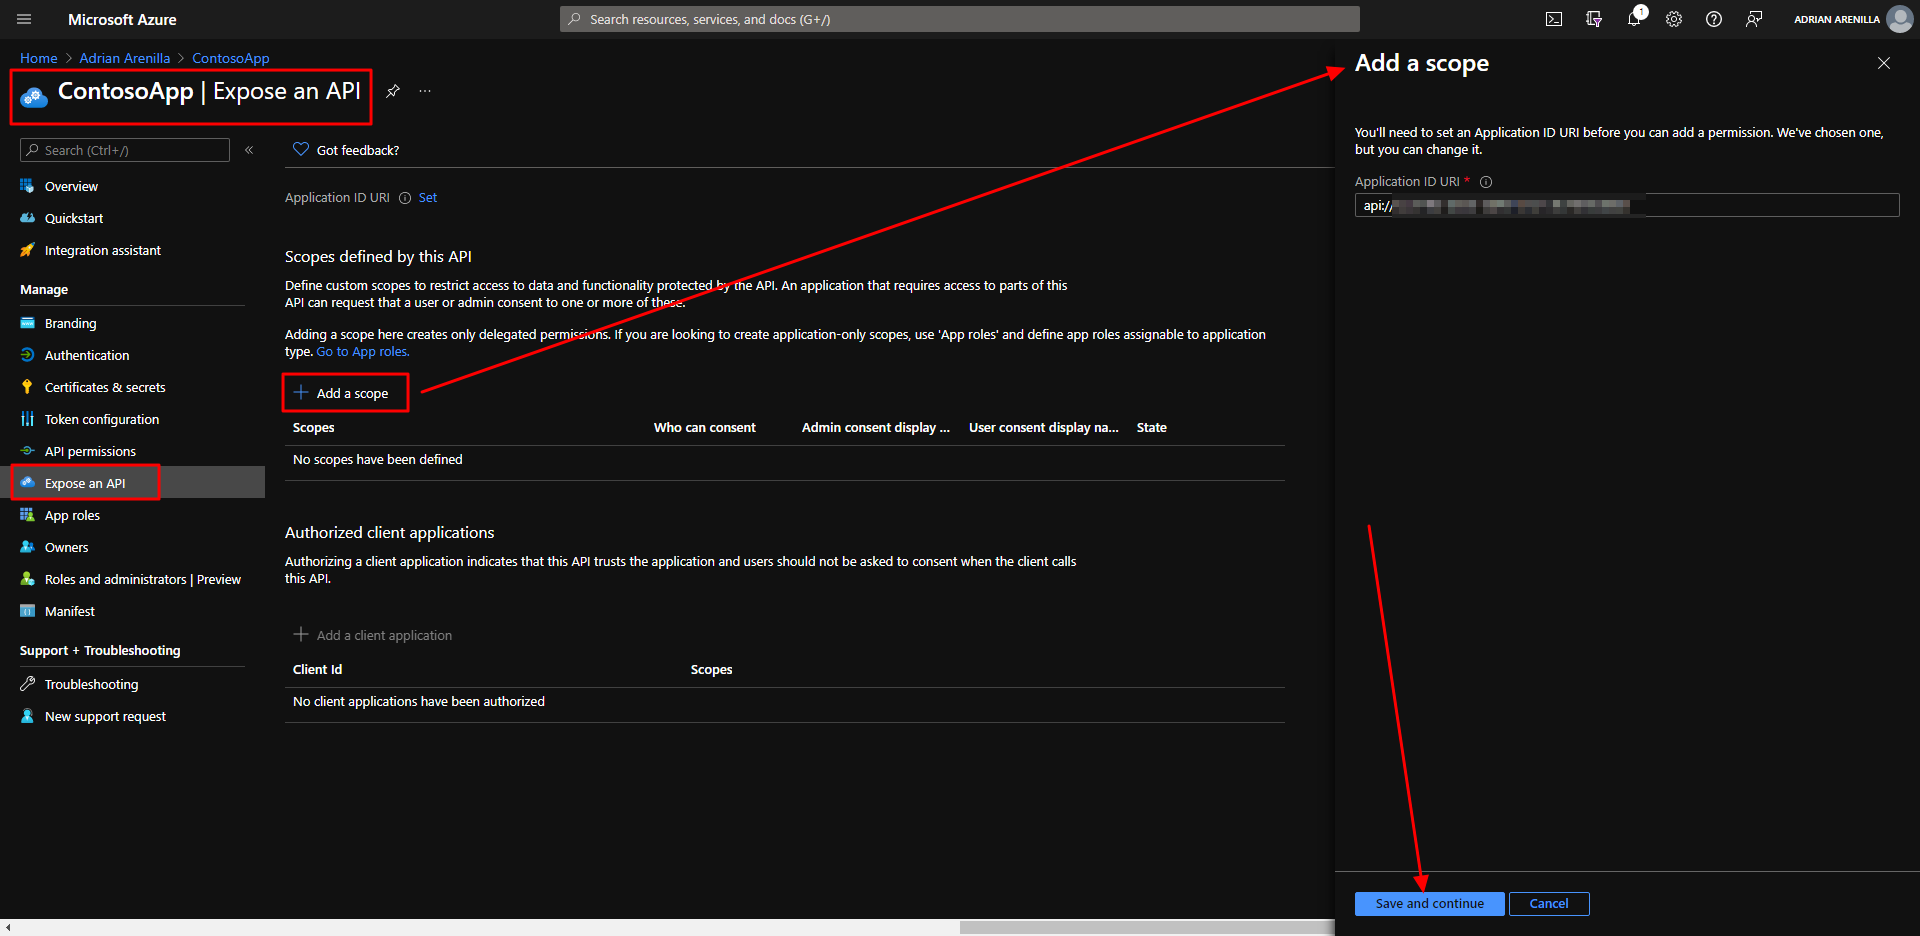 Microsoft Azure
Search resources, services, and docs (G+/)
1
ADRIAN ARENILLA
Home > Adrian Arenilla > ContosoApp
ContosoApp | Expose an API
...
Search (Ctrl+/)
«
Overview
Quickstart
Integration assistant
Manage
Branding
Authentication
Certificates & secrets
Token configuration
API permissions
Expose an API
App roles
Owners
Roles and administrators | Preview
Manifest
Support + Troubleshooting
Troubleshooting
New support request
Got feedback?
Application ID URI Set
Scopes defined by this API
Define custom scopes to restrict access to data and functionality protected by the API. An application that requires access to parts of this
API can request that a user or admin consent to one or more of these.
Adding a scope here creates only delegated permissions. If you are looking to create application-only scopes, use 'App roles' and define app roles assignable to application
type. Go to App roles.
+ Add a scope
Scopes Who can consent Admin consent display ... User consent display na... State
No scopes have been defined
Authorized client applications
Authorizing a client application indicates that this API trusts the application and users should not be asked to consent when the client calls
this API.
+ Add a client application
Client Id Scopes
No client applications have been authorized
Add a scope
You'll need to set an Application ID URI before you can add a permission. We've chosen one,
but you can change it.
Application ID URI *
api://
Save and continue
Cancel